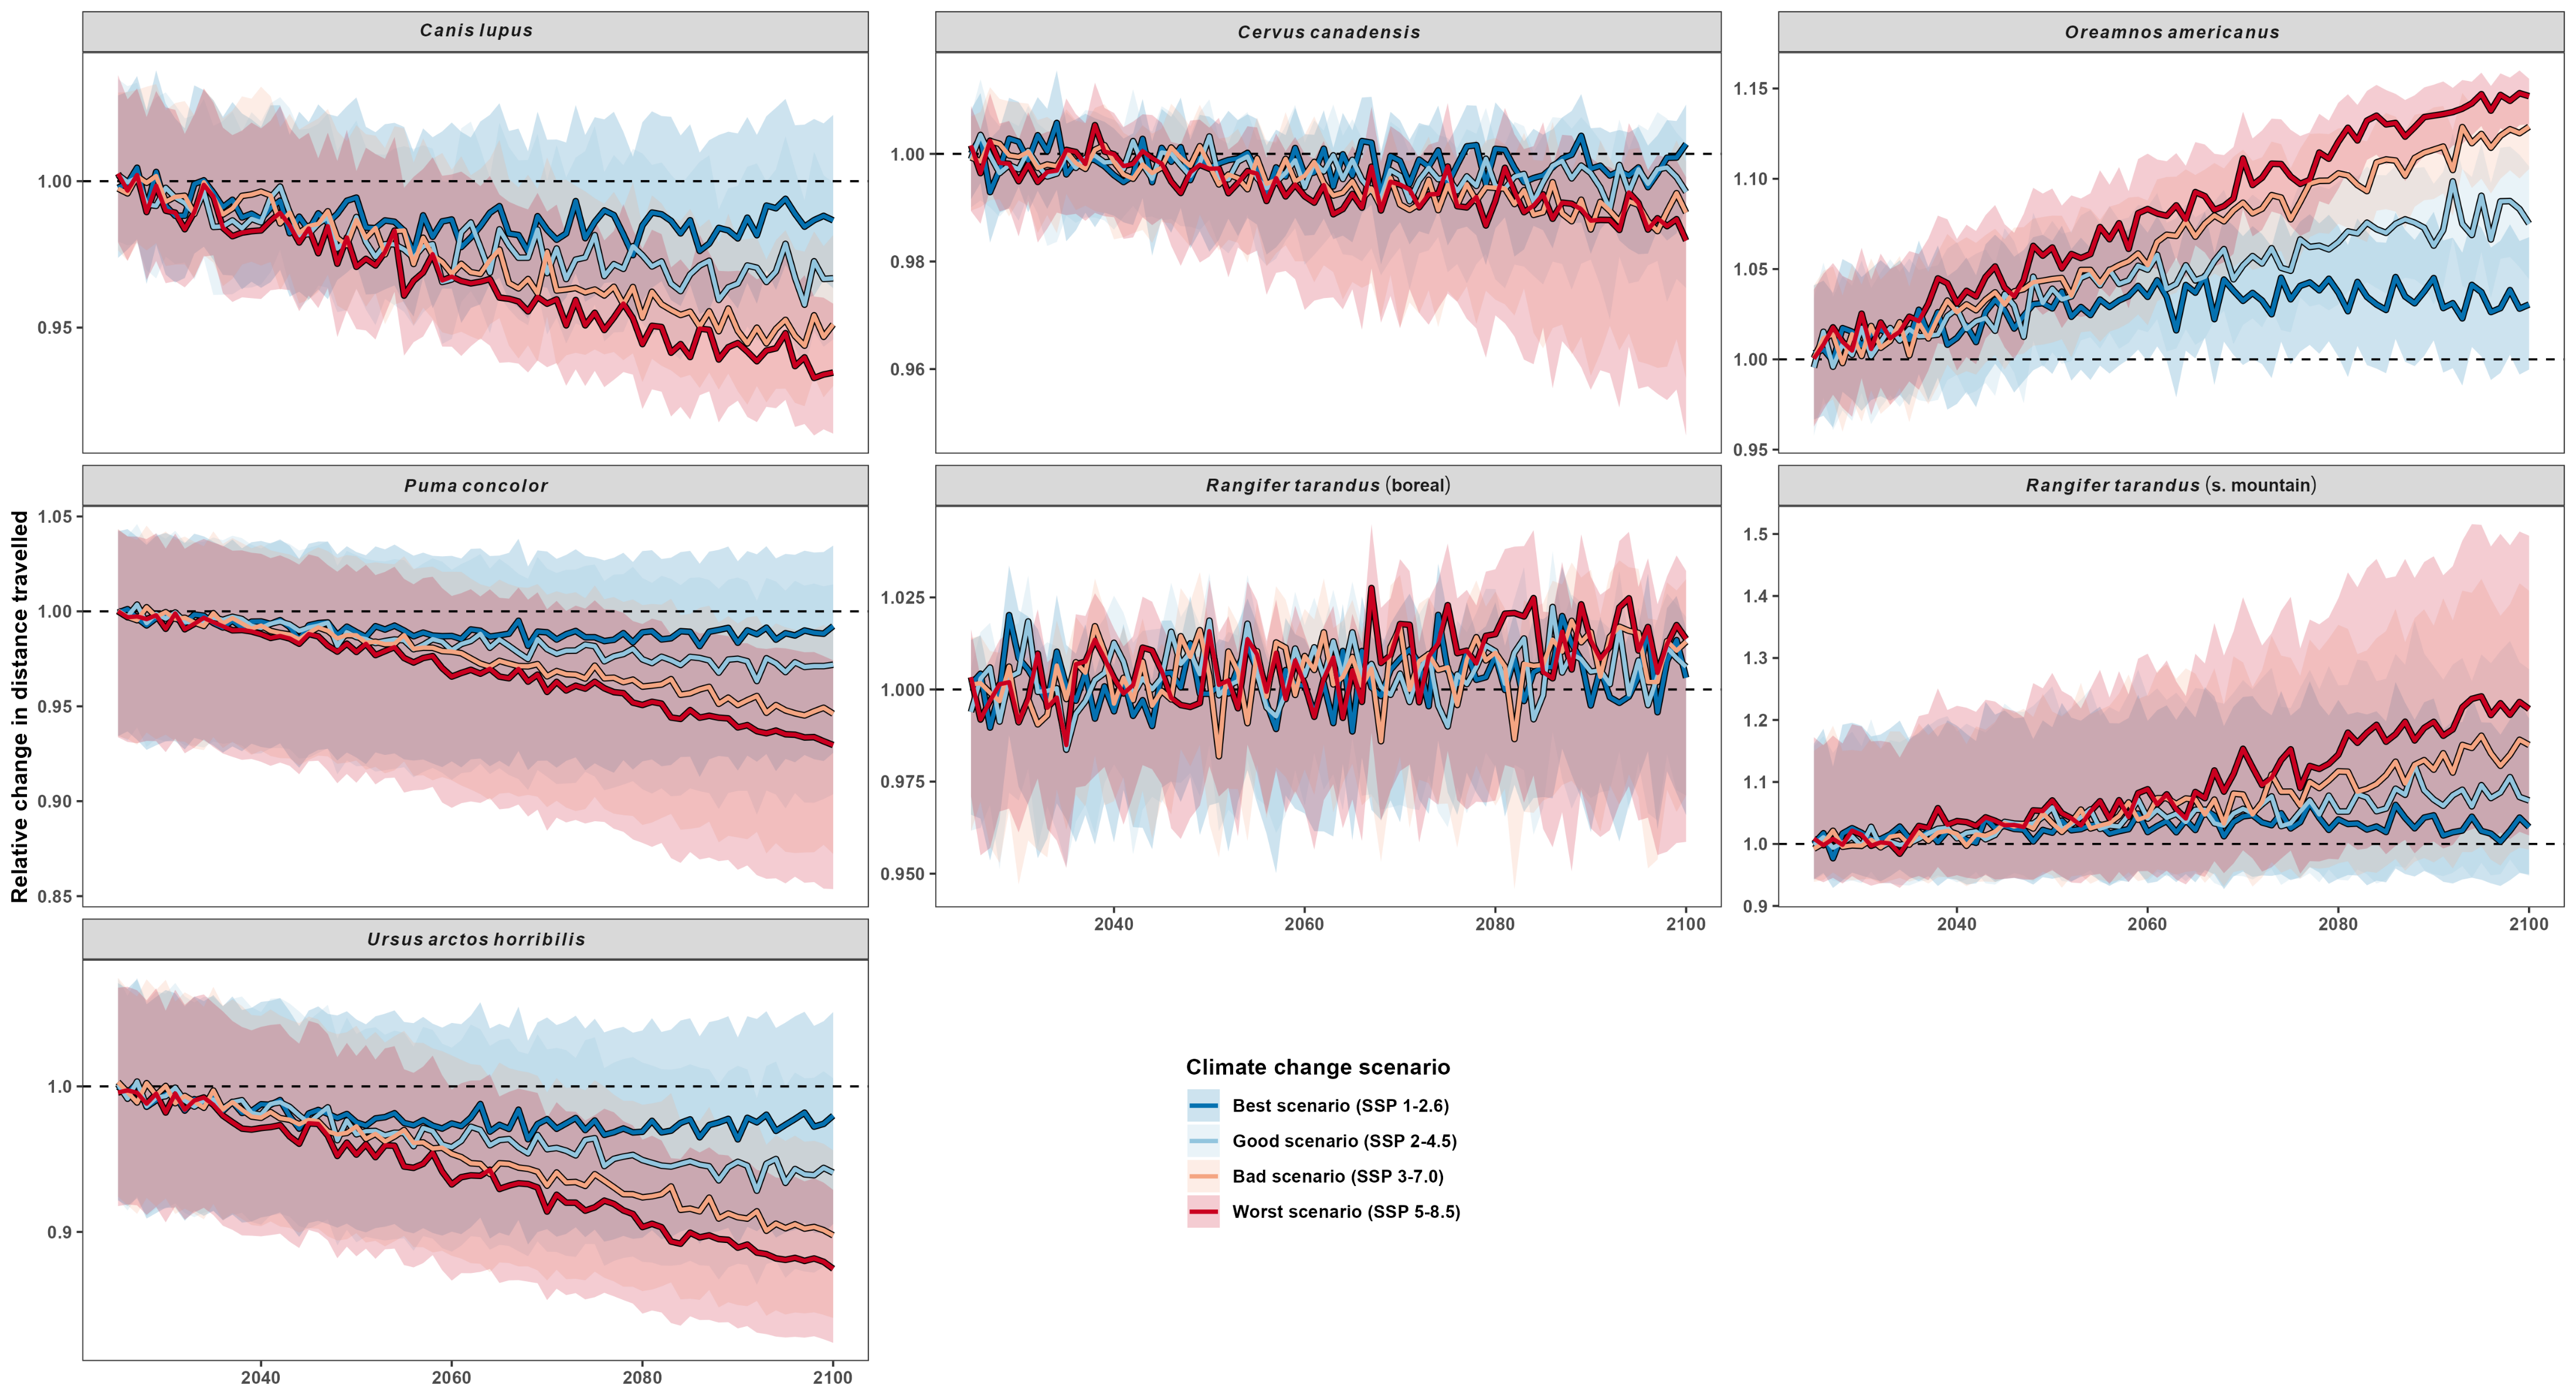 Canis lupus
Cervus canadensis
Oreamnos americanus
1.00
0.95
1.00
0.98
0.96
1.15
1.10
1.05
1.00
0.95
Relative change in distance travelled
Puma concolor
Rangifer tarandus (boreal)
Rangifer tarandus (s. mountain)
1.05
1.00
0.95
0.90
0.85
1.025
1.000
0.975
0.950
2040 2060 2080 2100
1.5
1.4
1.3
1.2
1.1
1.0
0.9
2040 2060 2080 2100
Ursus arctos horribilis
1.0
0.9
2040 2060 2080 2100
Climate change scenario
Best scenario (SSP 1-2.6)
Good scenario (SSP 2-4.5)
Bad scenario (SSP 3-7.0)
Worst scenario (SSP 5-8.5)